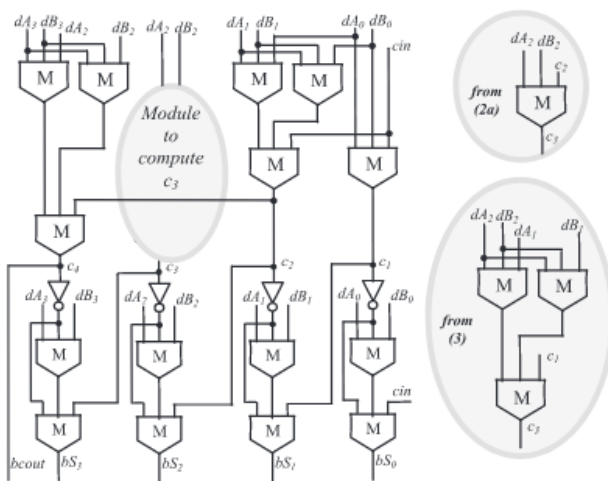 dA3 dB3 dA2 dB2
dA2 dB2
dA1 dB1 dA0 dB0
cin
M M
Module
to
compute
c3
M M
M M
M
c4 c3 c2 c1
dA3 dB3 dA2 dB2 dA1 dB1 dA0 dB0
M M M M
cin
M M M M
bcout bS3 bS2 bS1 bS0
dA2 dB2
c2
from
(2a)
M
c3
dA2 dB2 dA1 dB1
M M
from
(3)
c1
M
c3